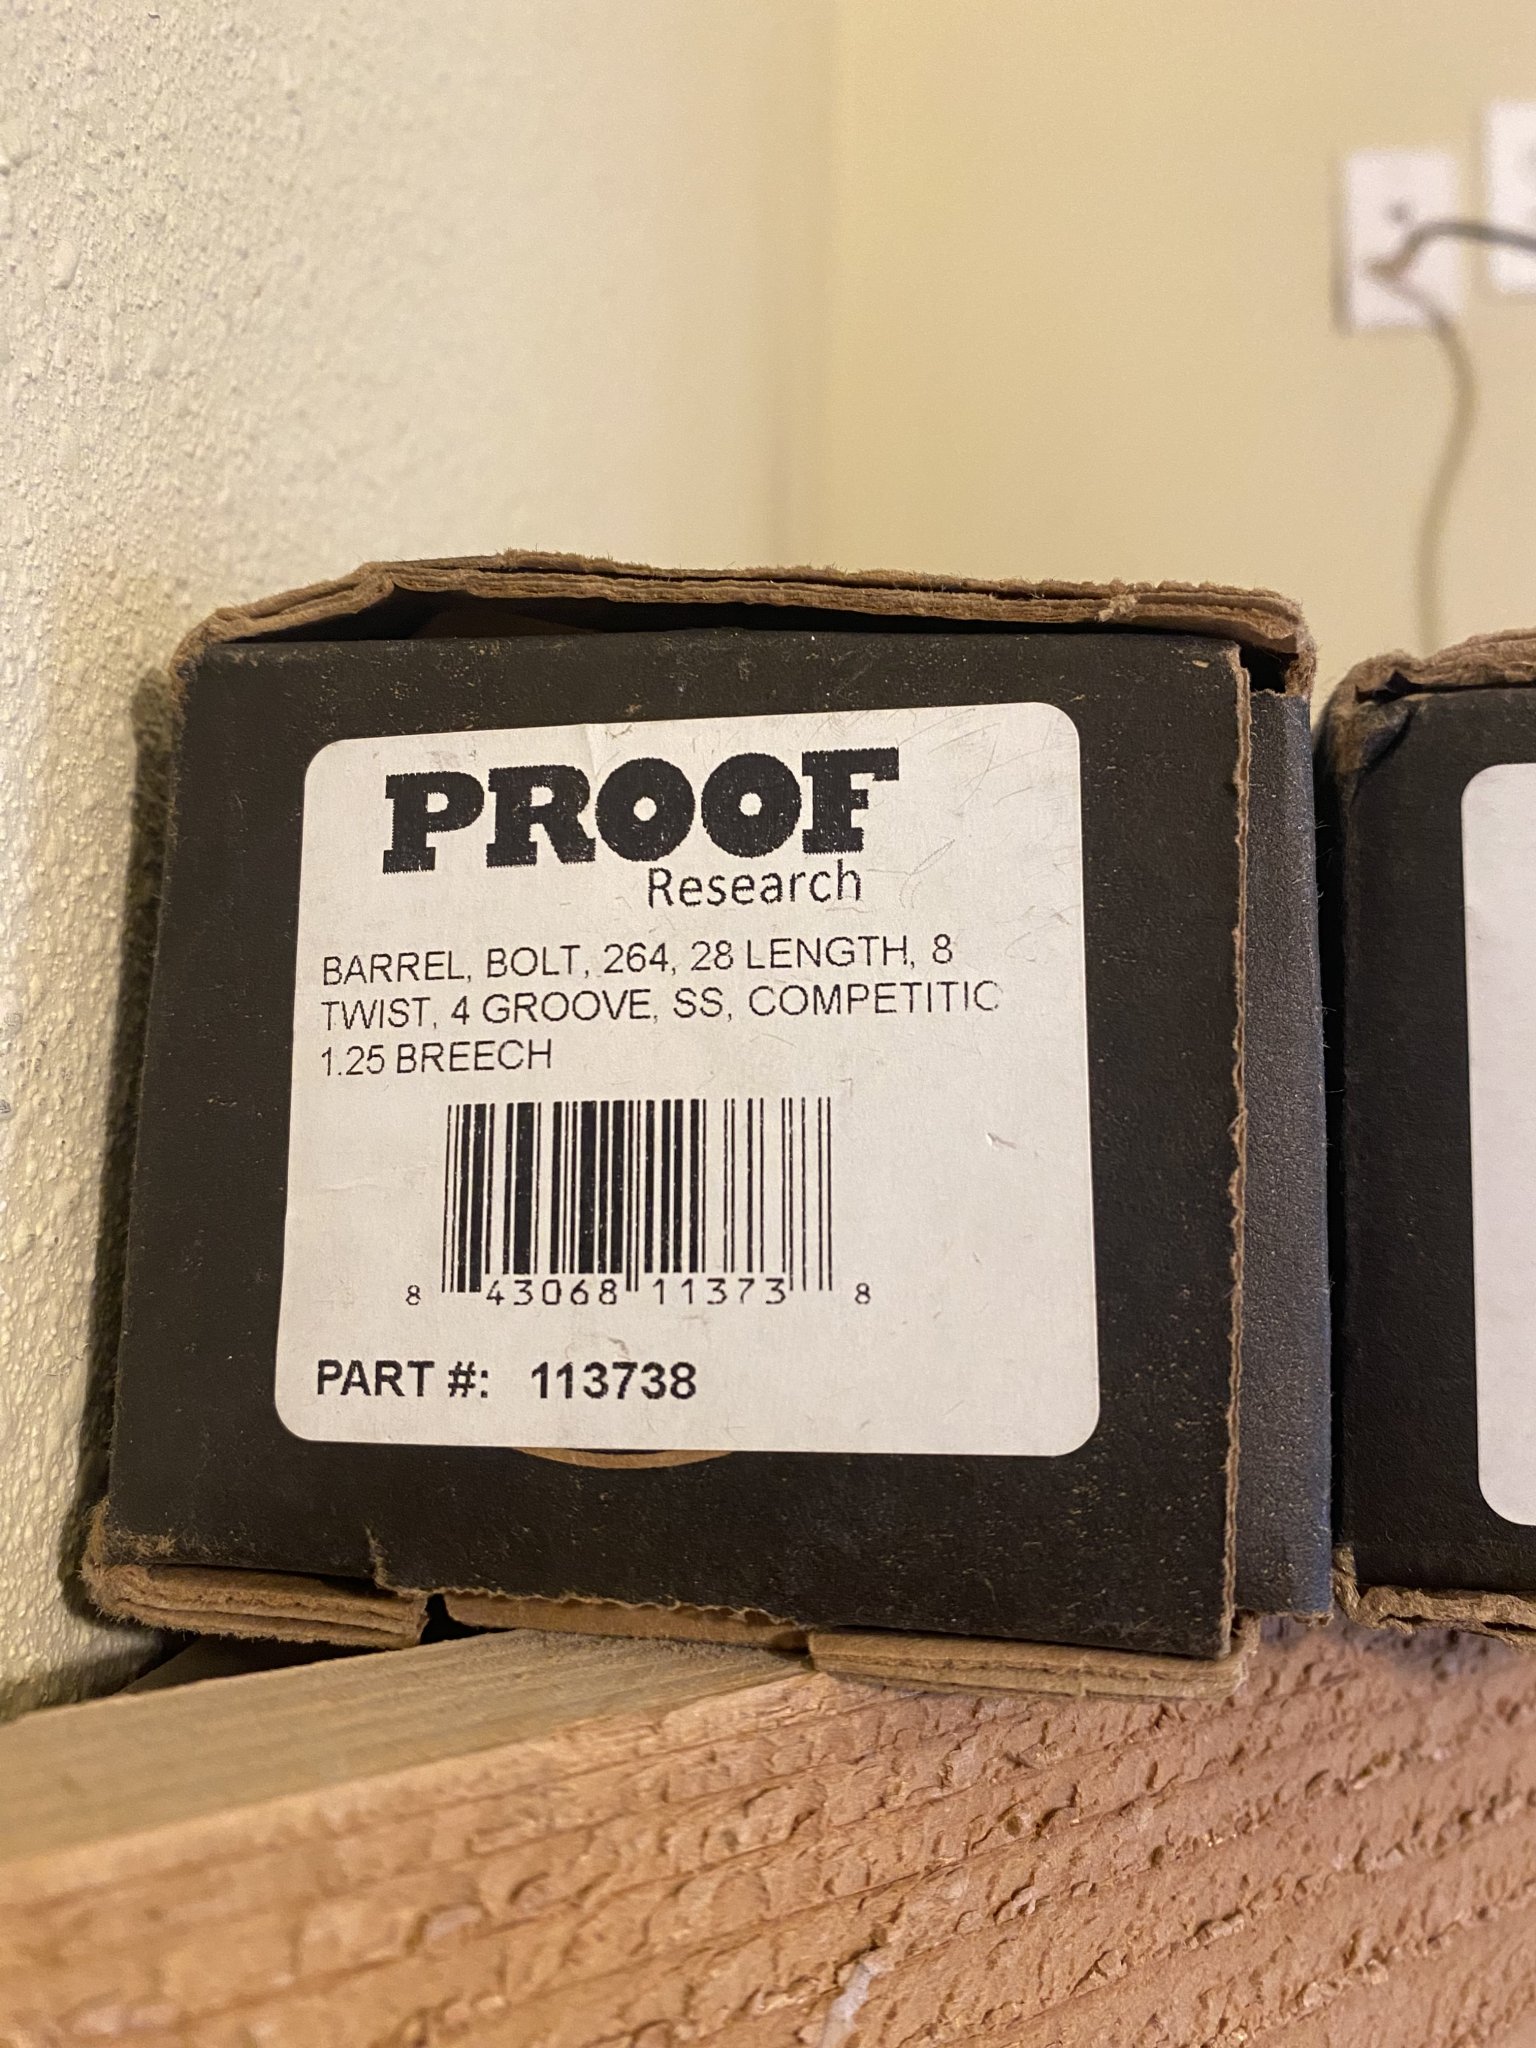 PROOF
Research
BARREL, BOLT, 264, 28 LENGTH, 8
TWIST, 4 GROOVE, SS, COMPETITIC
1.25 BREECH
8 43068 11373 8
PART #: 113738